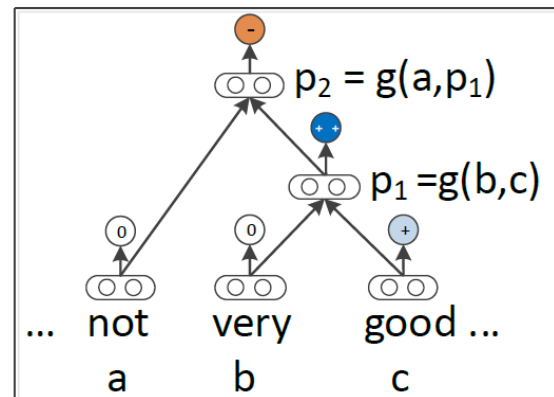 -
p₂ = g(a,p₁)
+ +
p₁ =g(b,c)
0 0 +
... not very good ...
a b c